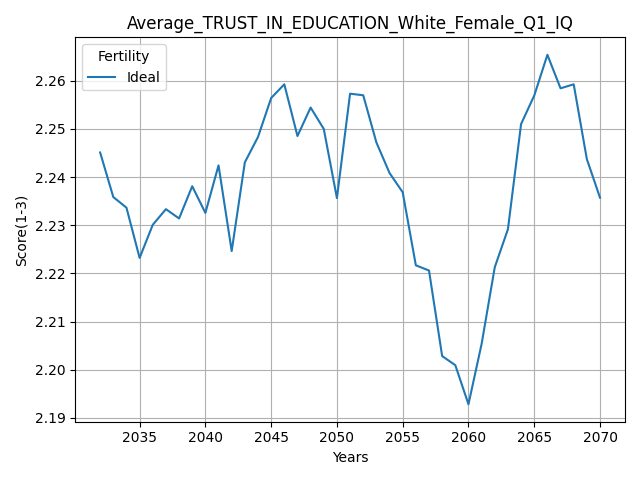 Average_TRUST_IN_EDUCATION_White_Female_Q1_IQ
Fertility
Ideal
2.26
2.25
2.24
2.23
2.22
2.21
2.20
2.19
Score(1-3)
2035 2040 2045 2050 2055 2060 2065 2070
Years